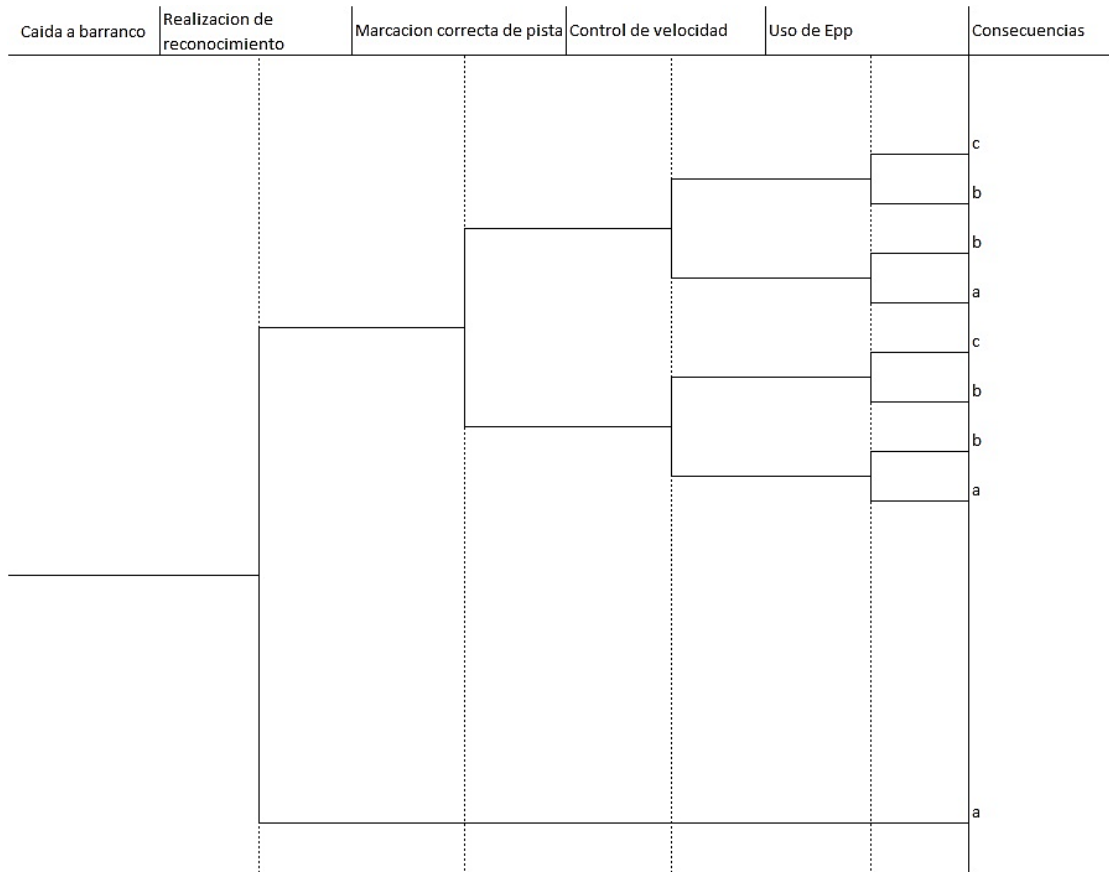 Caida a barranco
Realizacion de
reconocimiento
Marcacion correcta de pista
Control de velocidad
Uso de Epp
Consecuencias
c
b
b
a
c
b
b
a
a